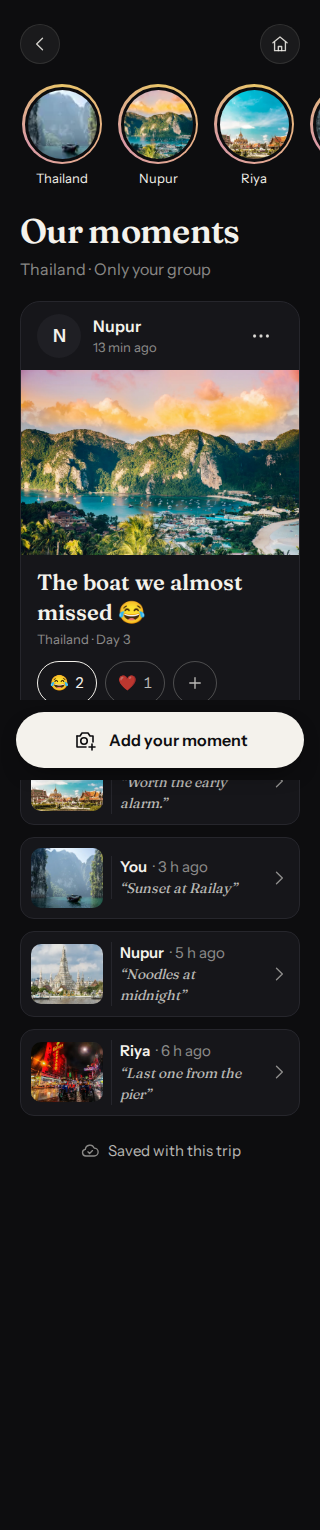 Thailand
Nupur
Riya
Our moments
Thailand · Only your group
N
Nupur
13 min ago
The boat we almost
missed 😂
Thailand · Day 3
😂 2
❤️ 1
Add your moment
“Worth the early
alarm.”
You · 3 h ago
“Sunset at Railay”
Nupur · 5 h ago
“Noodles at
midnight”
Riya · 6 h ago
“Last one from the
pier”
Saved with this trip